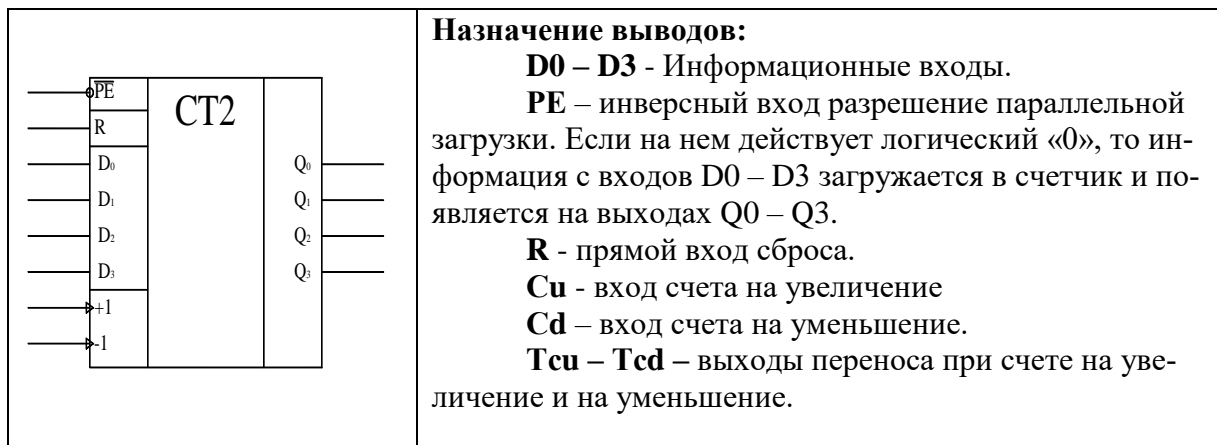 PE
R
D₀
D₁
D₂
D₃
+1
-1
CT2
Q₀
Q₁
Q₂
Q₃
Назначение выводов:
D0 – D3 - Информационные входы.
PE – инверсный вход разрешение параллельной
загрузки. Если на нем действует логический «0», то ин-
формация с входов D0 – D3 загружается в счетчик и по-
является на выходах Q0 – Q3.
R - прямой вход сброса.
Cu - вход счета на увеличение
Cd – вход счета на уменьшение.
Tcu – Tcd – выходы переноса при счете на уве-
личение и на уменьшение.